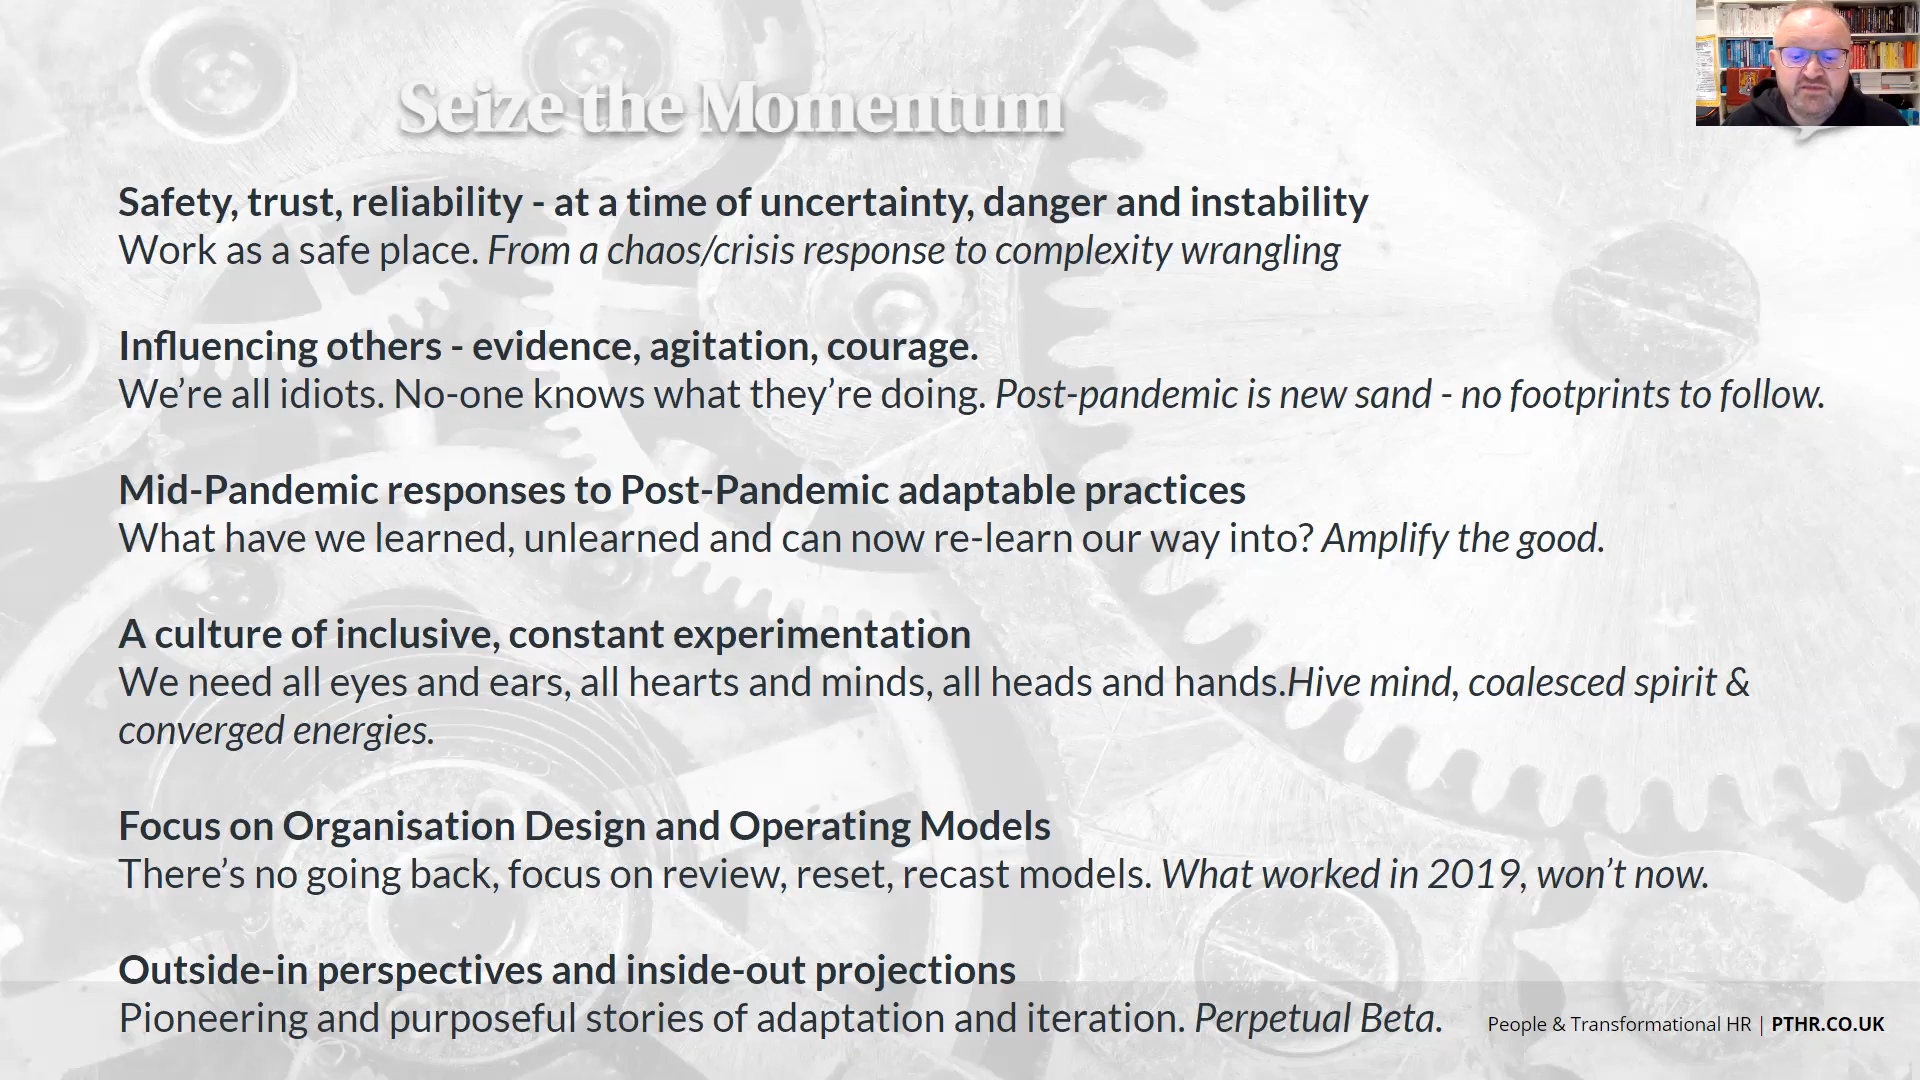 Seize the Momentum
Safety, trust, reliability - at a time of uncertainty, danger and instability
Work as a safe place. From a chaos/crisis response to complexity wrangling
Influencing others - evidence, agitation, courage.
We’re all idiots. No-one knows what they’re doing. Post-pandemic is new sand - no footprints to follow.
Mid-Pandemic responses to Post-Pandemic adaptable practices
What have we learned, unlearned and can now re-learn our way into? Amplify the good.
A culture of inclusive, constant experimentation
We need all eyes and ears, all hearts and minds, all heads and hands.Hive mind, coalesced spirit &
converged energies.
Focus on Organisation Design and Operating Models
There’s no going back, focus on review, reset, recast models. What worked in 2019, won’t now.
Outside-in perspectives and inside-out projections
Pioneering and purposeful stories of adaptation and iteration. Perpetual Beta.
People & Transformational HR | PTHR.CO.UK